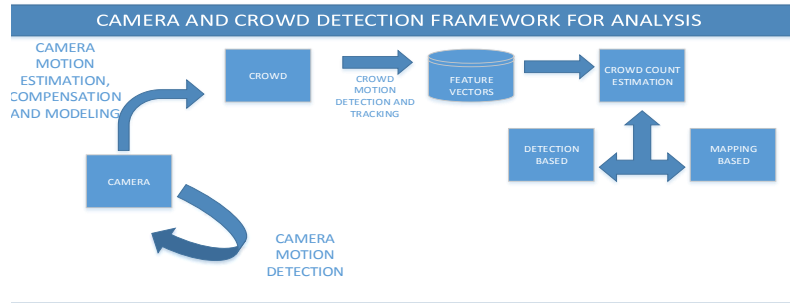 CAMERA AND CROWD DETECTION FRAMEWORK FOR ANALYSIS
CAMERA
MOTION
ESTIMATION,
COMPENSATION
AND MODELING
CROWD
CROWD
MOTION
DETECTION AND
TRACKING
FEATURE
VECTORS
CROWD COUNT
ESTIMATION
DETECTION
BASED
MAPPING
BASED
CAMERA
CAMERA
MOTION
DETECTION